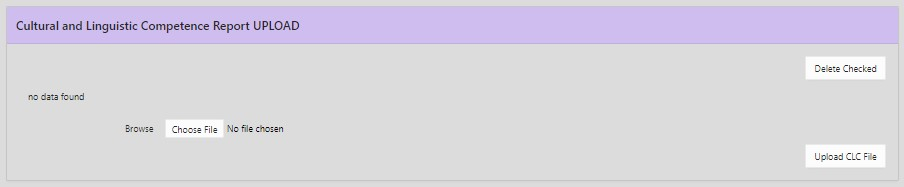 Cultural and Linguistic Competence Report UPLOAD
Delete Checked
no data found
Browse Choose File No file chosen
Upload CLC File